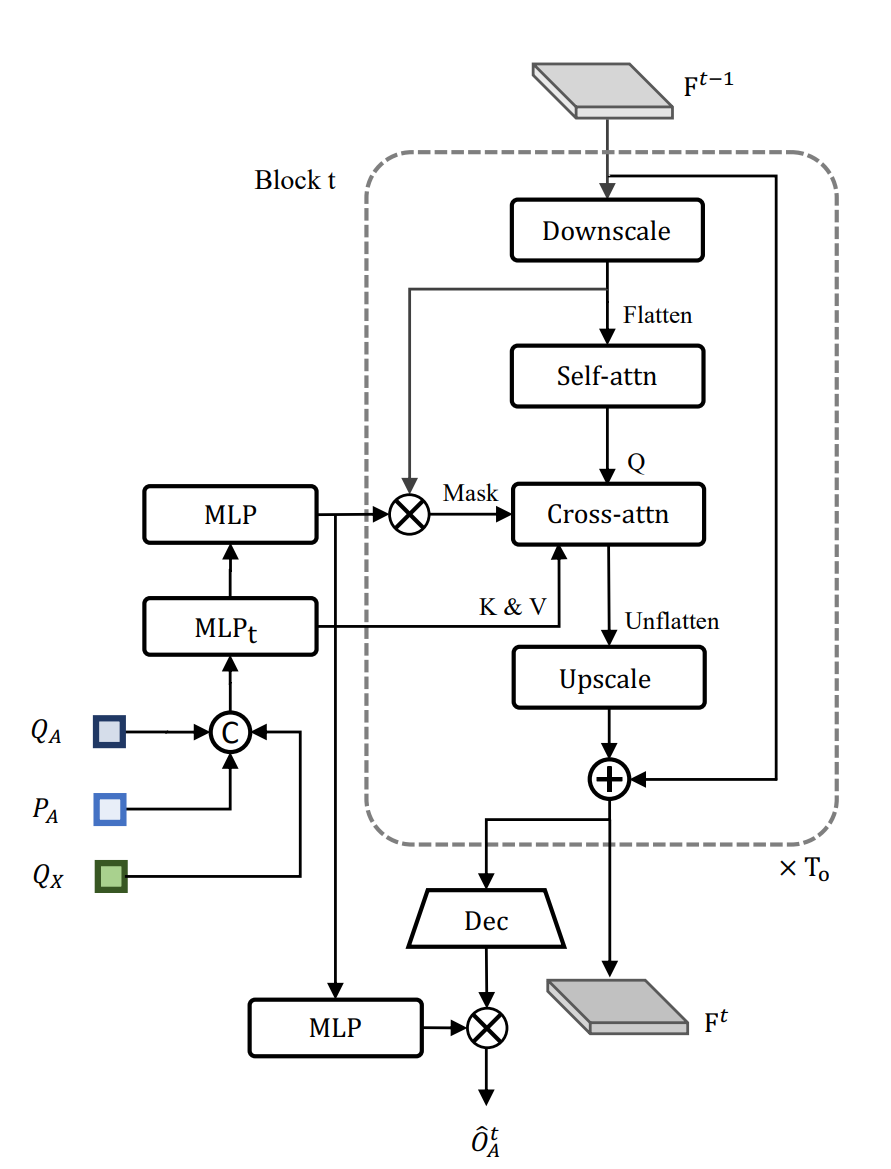 F^{t−1}
Block t
Downscale
Flatten
Self-attn
Q
MLP
Mask
Cross-attn
MLP_t
K & V
Unflatten
Upscale
Q_A
C
P_A
Q_X
× T_o
Dec
MLP
F^t
Ô_A^t